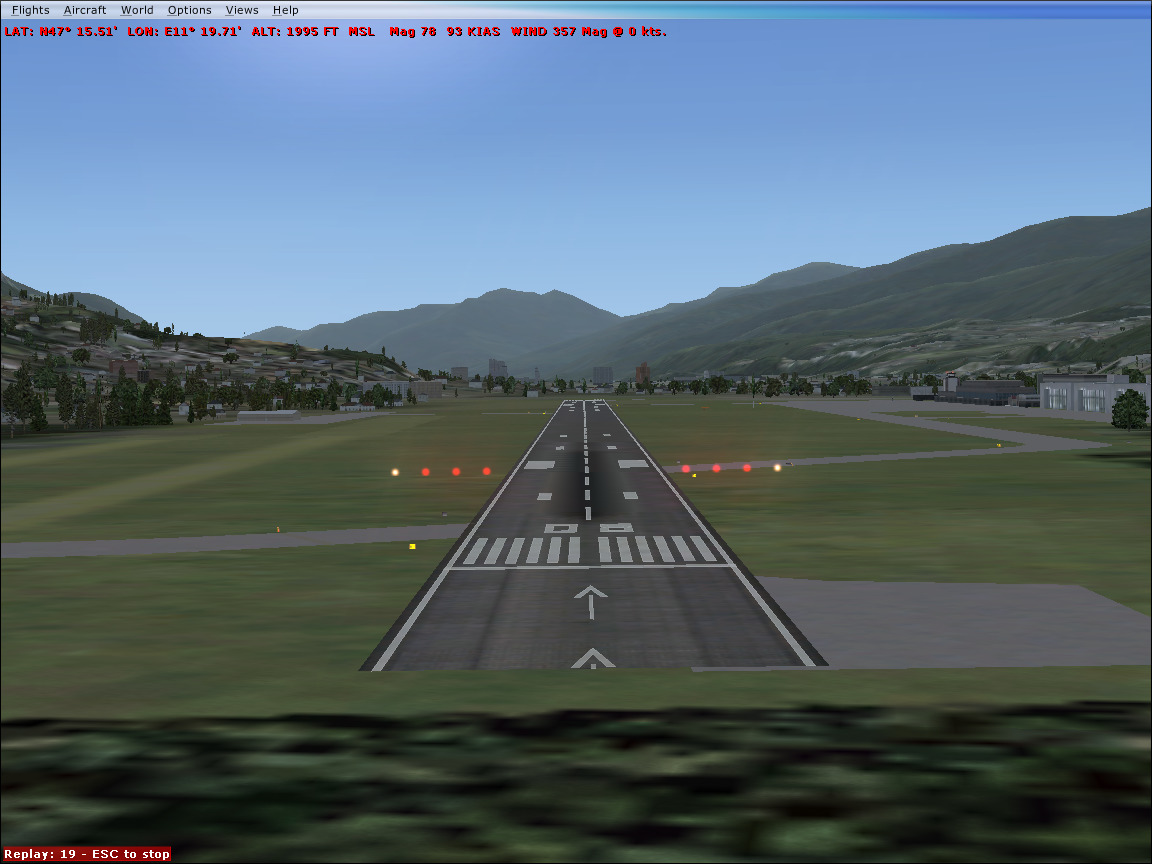 Flights Aircraft World Options Views Help
LAT: N47° 15.51' LON: E11° 19.71' ALT: 1995 FT MSL Mag 78 93 KIAS WIND 357 Mag @ 0 kts.
Replay: 19 - ESC to stop